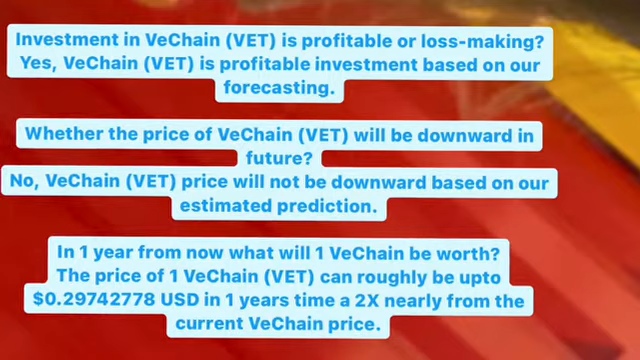 Investment in VeChain (VET) is profitable or loss-making?
Yes, VeChain (VET) is profitable investment based on our
forecasting.
Whether the price of VeChain (VET) will be downward in
future?
No, VeChain (VET) price will not be downward based on our
estimated prediction.
In 1 year from now what will 1 VeChain be worth?
The price of 1 VeChain (VET) can roughly be upto
$0.29742778 USD in 1 years time a 2X nearly from the
current VeChain price.